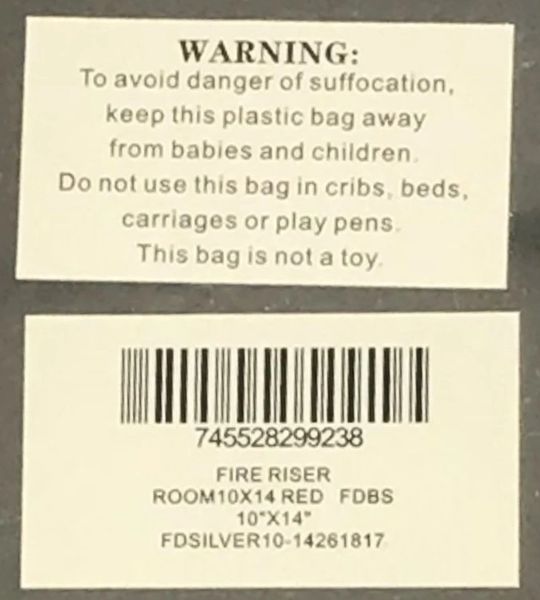 WARNING:
To avoid danger of suffocation,
keep this plastic bag away
from babies and children.
Do not use this bag in cribs, beds,
carriages or play pens.
This bag is not a toy.
745528299238
FIRE RISER
ROOM10X14 RED FDBS
10"X14"
FDSILVER10-14261817